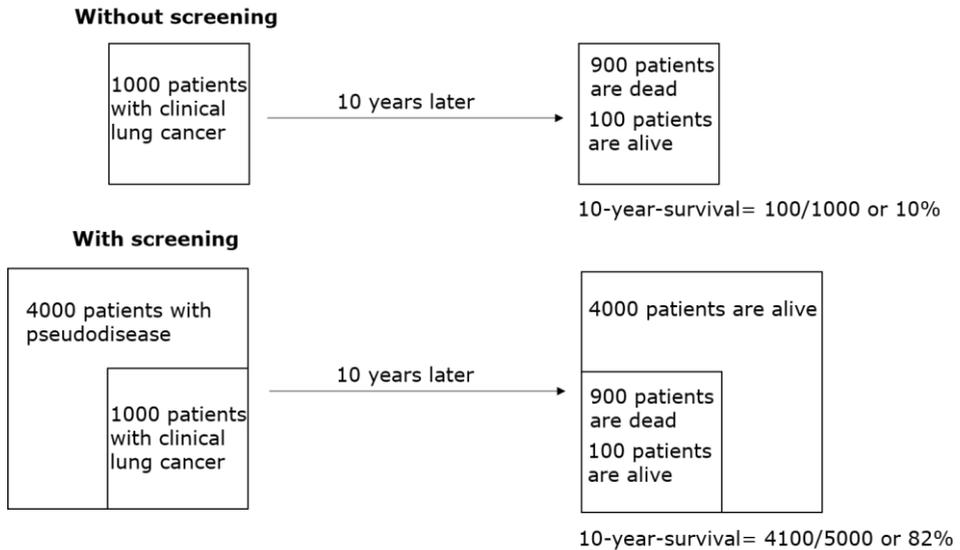 Without screening
1000 patients
with clinical
lung cancer
10 years later
900 patients
are dead
100 patients
are alive
10-year-survival= 100/1000 or 10%
With screening
4000 patients with
pseudodisease
1000 patients
with clinical
lung cancer
10 years later
4000 patients are alive
900 patients
are dead
100 patients
are alive
10-year-survival= 4100/5000 or 82%